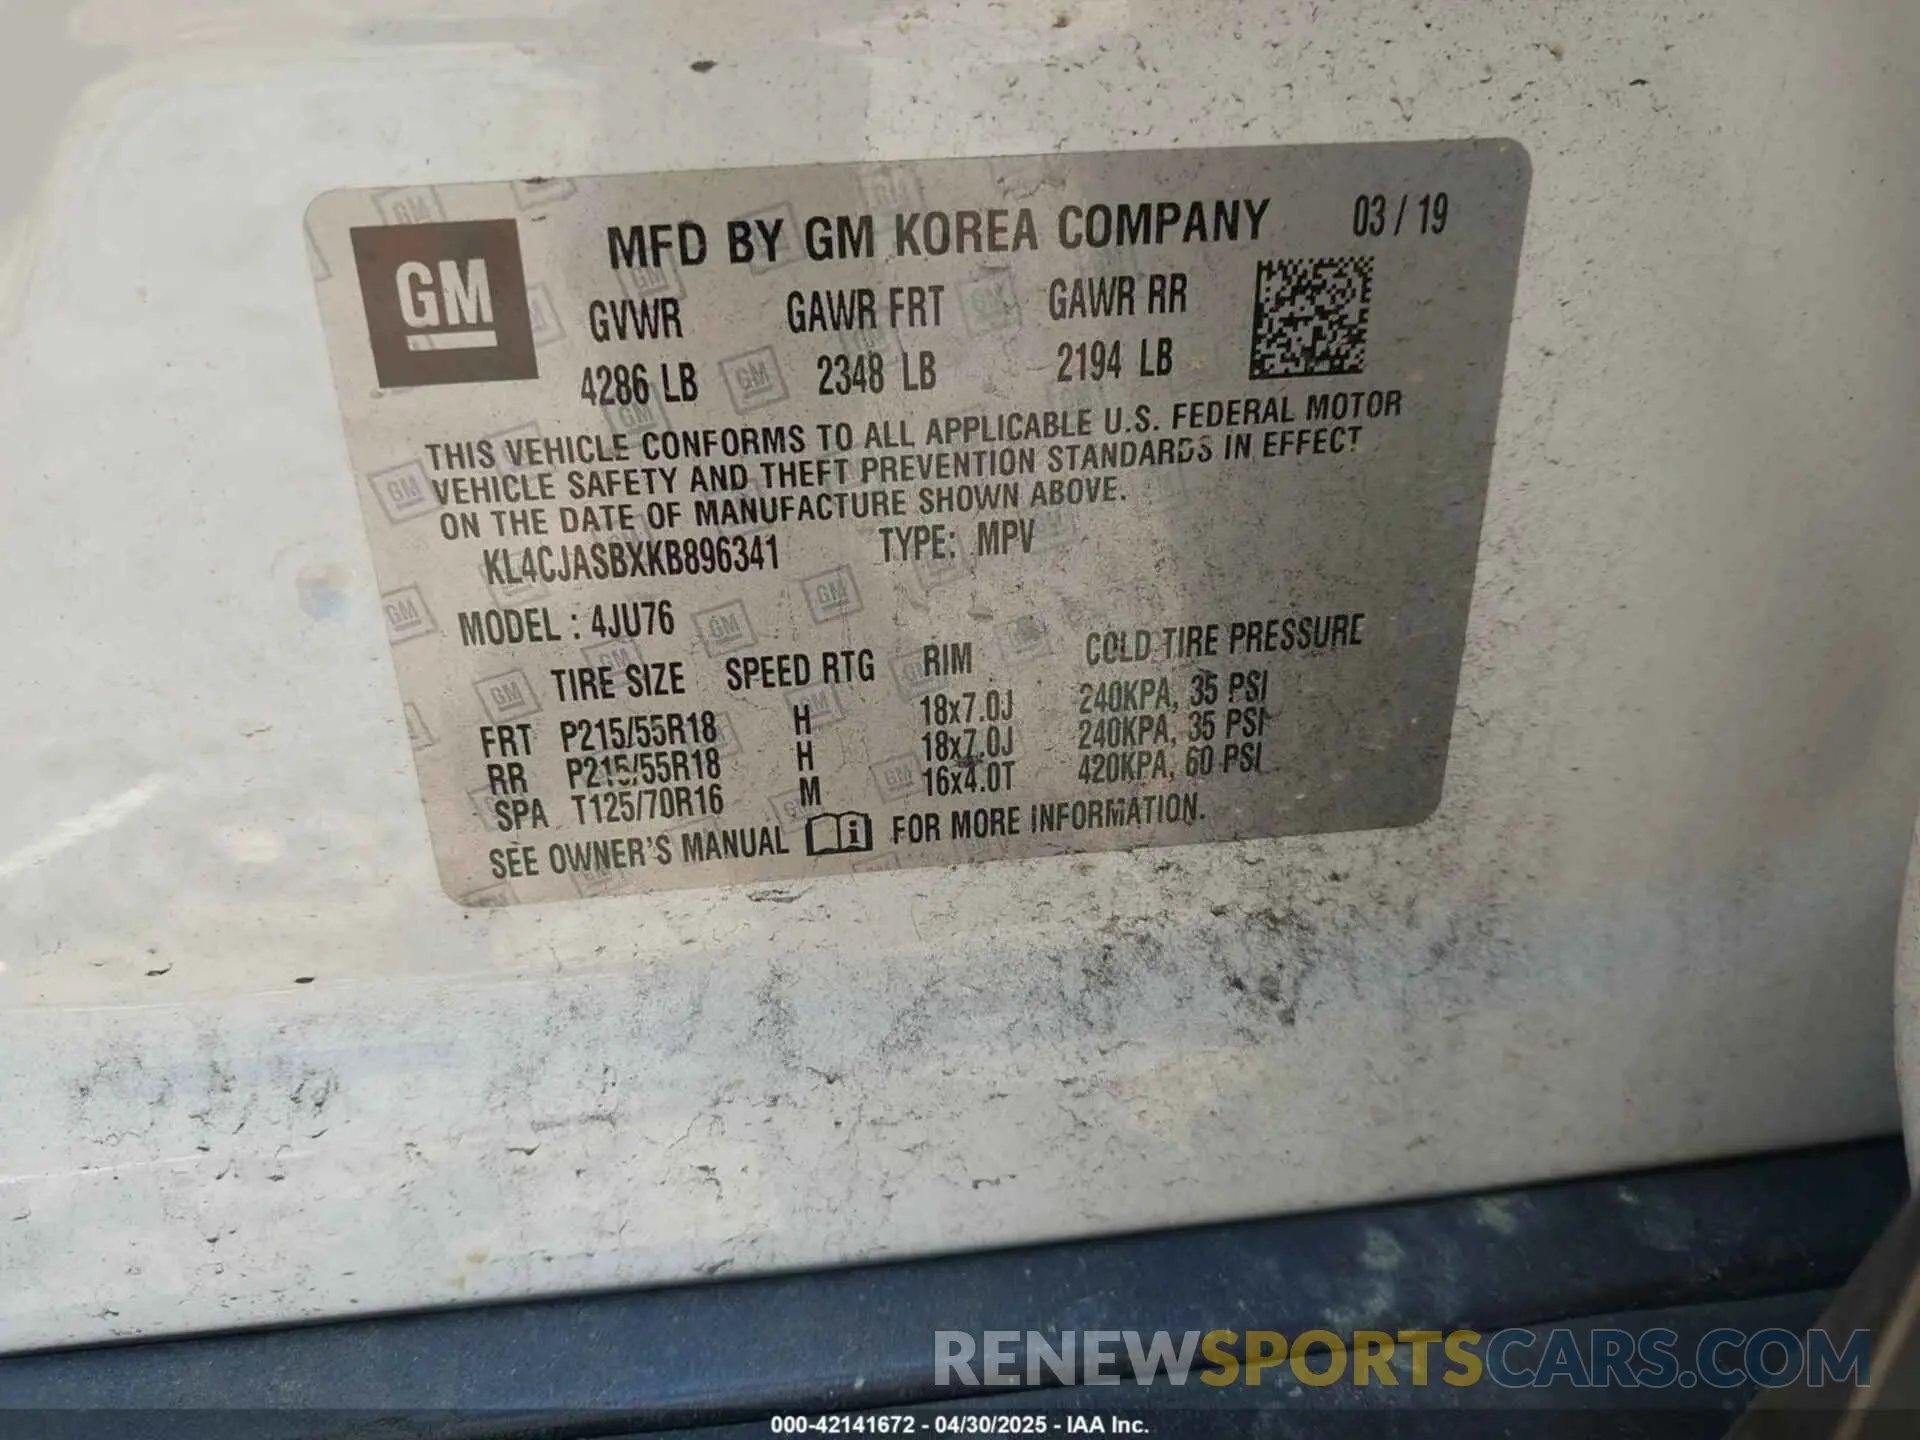 GM
MFD BY GM KOREA COMPANY 03 / 19
GVWR GAWR FRT GAWR RR
4286 LB 2348 LB 2194 LB
THIS VEHICLE CONFORMS TO ALL APPLICABLE U.S. FEDERAL MOTOR
VEHICLE SAFETY AND THEFT PREVENTION STANDARDS IN EFFECT
ON THE DATE OF MANUFACTURE SHOWN ABOVE.
KL4CJASBXKB896341 TYPE: MPV
MODEL : 4JU76
TIRE SIZE SPEED RTG RIM COLD TIRE PRESSURE
FRT P215/55R18 H 18x7.0J 240KPA, 35 PSI
RR P215/55R18 H 18x7.0J 240KPA, 35 PSI
SPA T125/70R16 M 16x4.0T 420KPA, 60 PSI
SEE OWNER'S MANUAL FOR MORE INFORMATION.
RENEWSPORTSCARS.COM
000-42141672 - 04/30/2025 - IAA Inc.